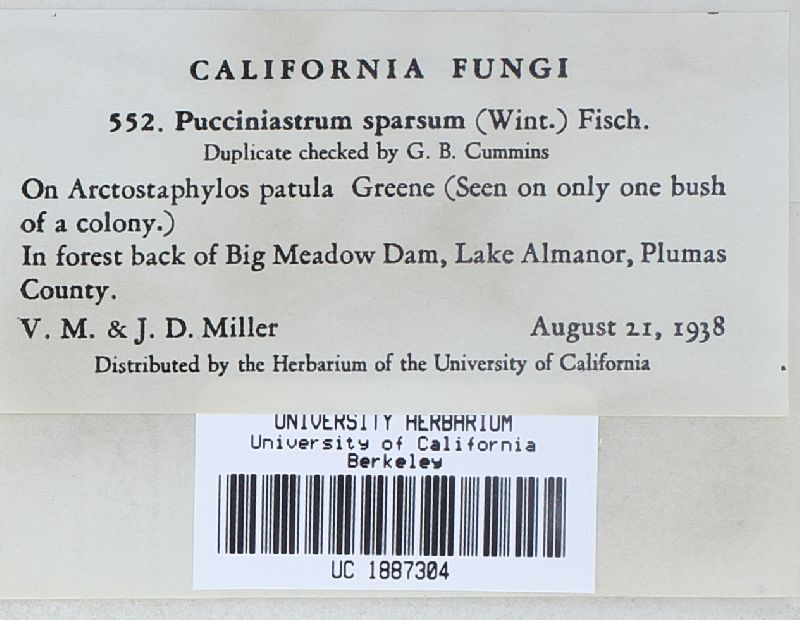 CALIFORNIA FUNGI
552. Pucciniastrum sparsum (Wint.) Fisch.
Duplicate checked by G. B. Cummins
On Arctostaphylos patula Greene (Seen on only one bush
of a colony.)
In forest back of Big Meadow Dam, Lake Almanor, Plumas
County.
V. M. & J. D. Miller August 21, 1938
Distributed by the Herbarium of the University of California
UNIVERSITY HERBARIUM
University of California
Berkeley
UC 1887304